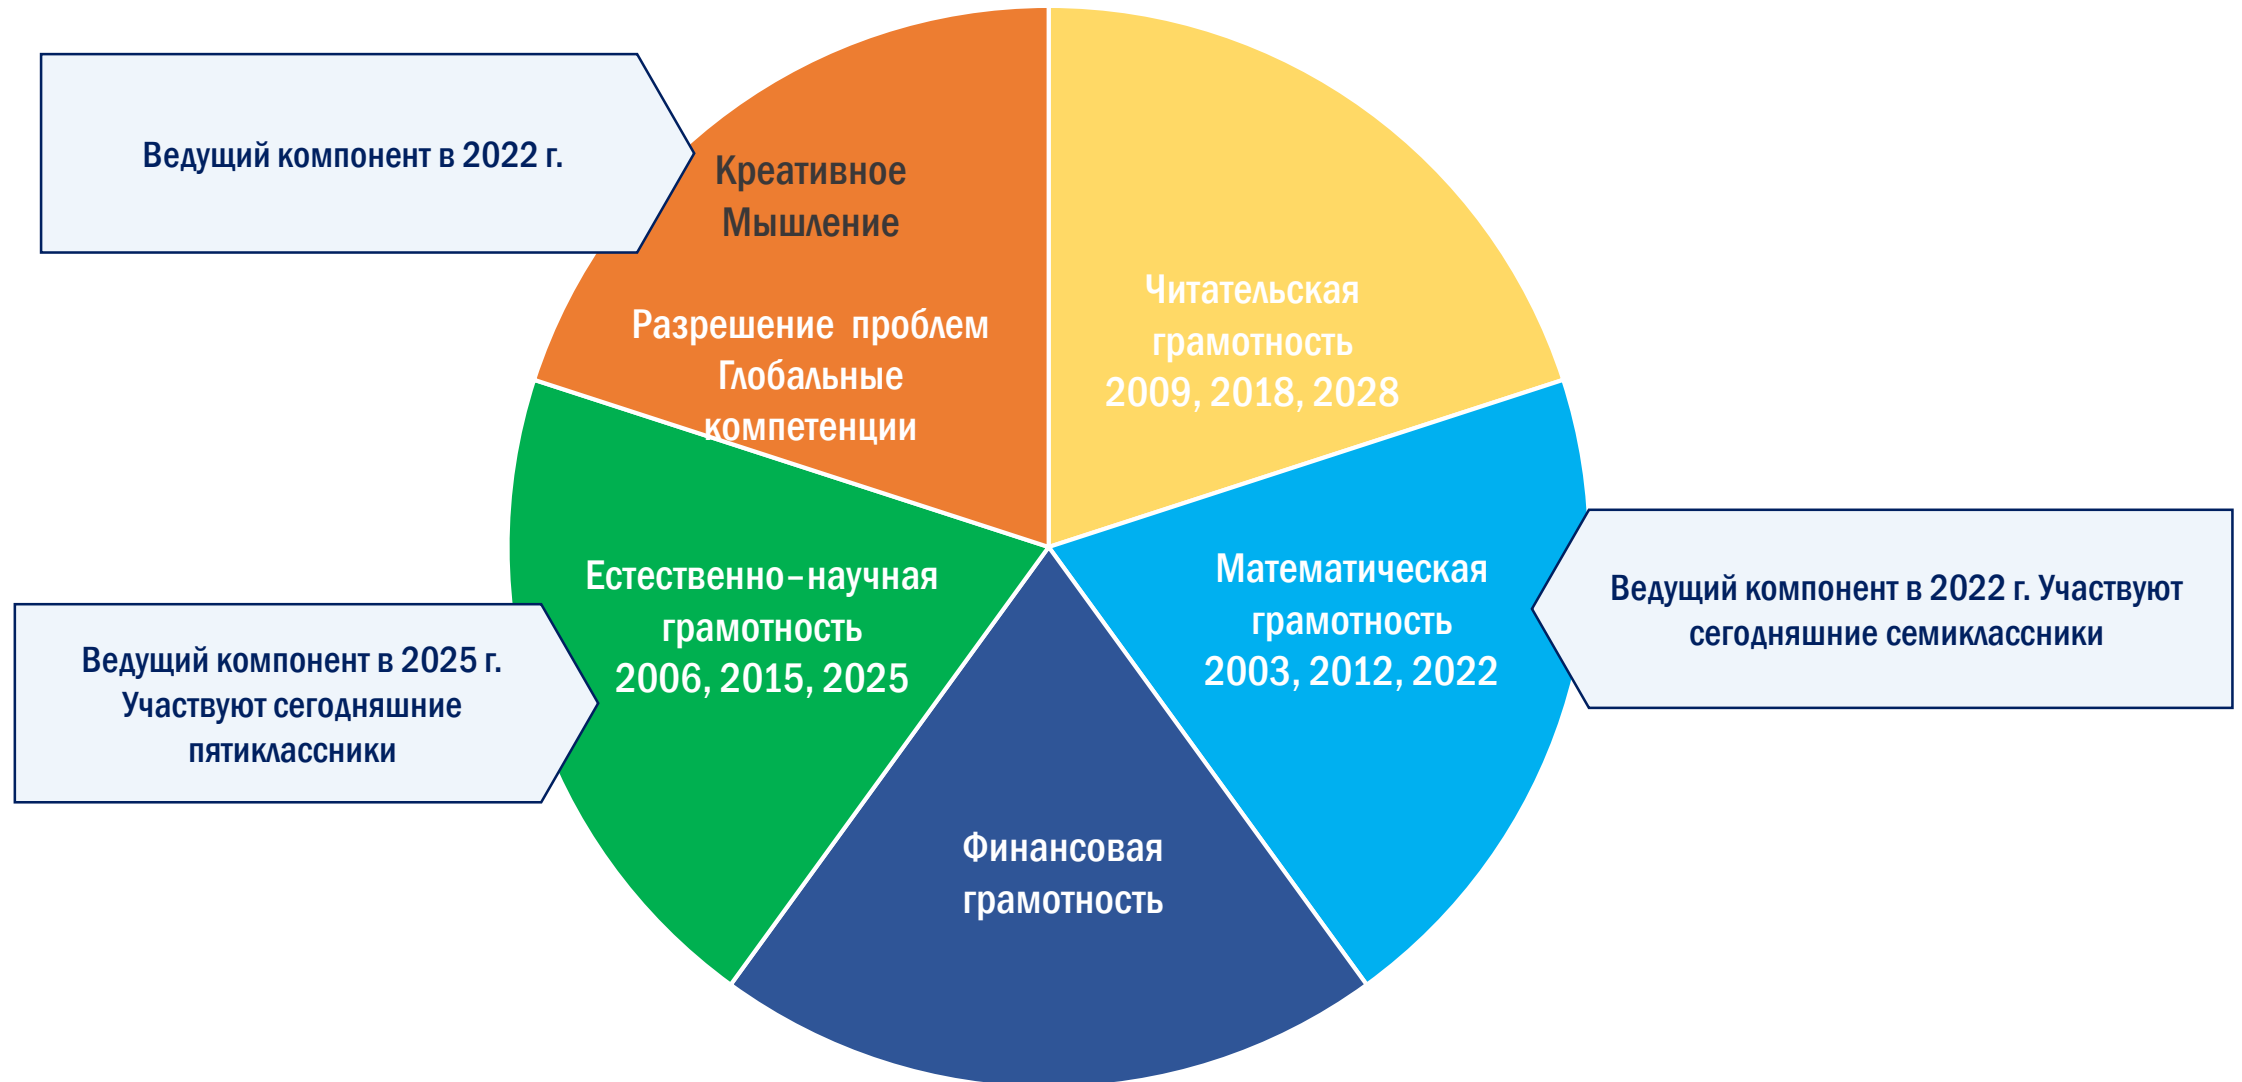 Ведущий компонент в 2022 г.
Креативное
Мышление
Разрешение проблем
Глобальные
компетенции
Читательская
грамотность
2009, 2018, 2028
Естественно-научная
грамотность
2006, 2015, 2025
Математическая
грамотность
2003, 2012, 2022
Ведущий компонент в 2022 г. Участвуют
сегодняшние семиклассники
Ведущий компонент в 2025 г.
Участвуют сегодняшние
пятиклассники
Финансовая
грамотность